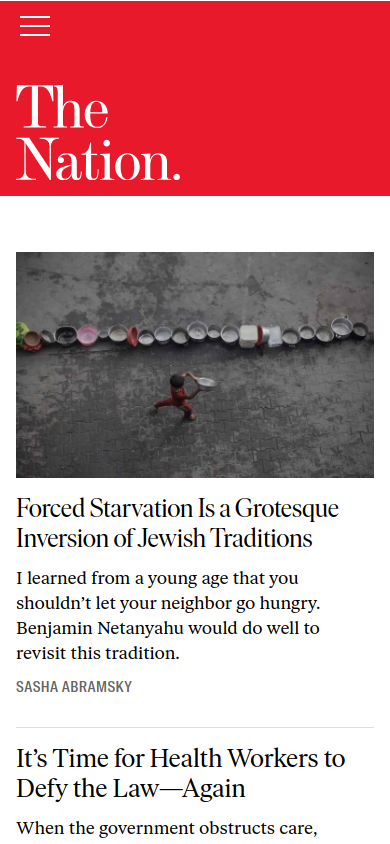 The
Nation.
Forced Starvation Is a Grotesque
Inversion of Jewish Traditions
I learned from a young age that you
shouldn’t let your neighbor go hungry.
Benjamin Netanyahu would do well to
revisit this tradition.
SASHA ABRAMSKY
It’s Time for Health Workers to
Defy the Law—Again
When the government obstructs care,